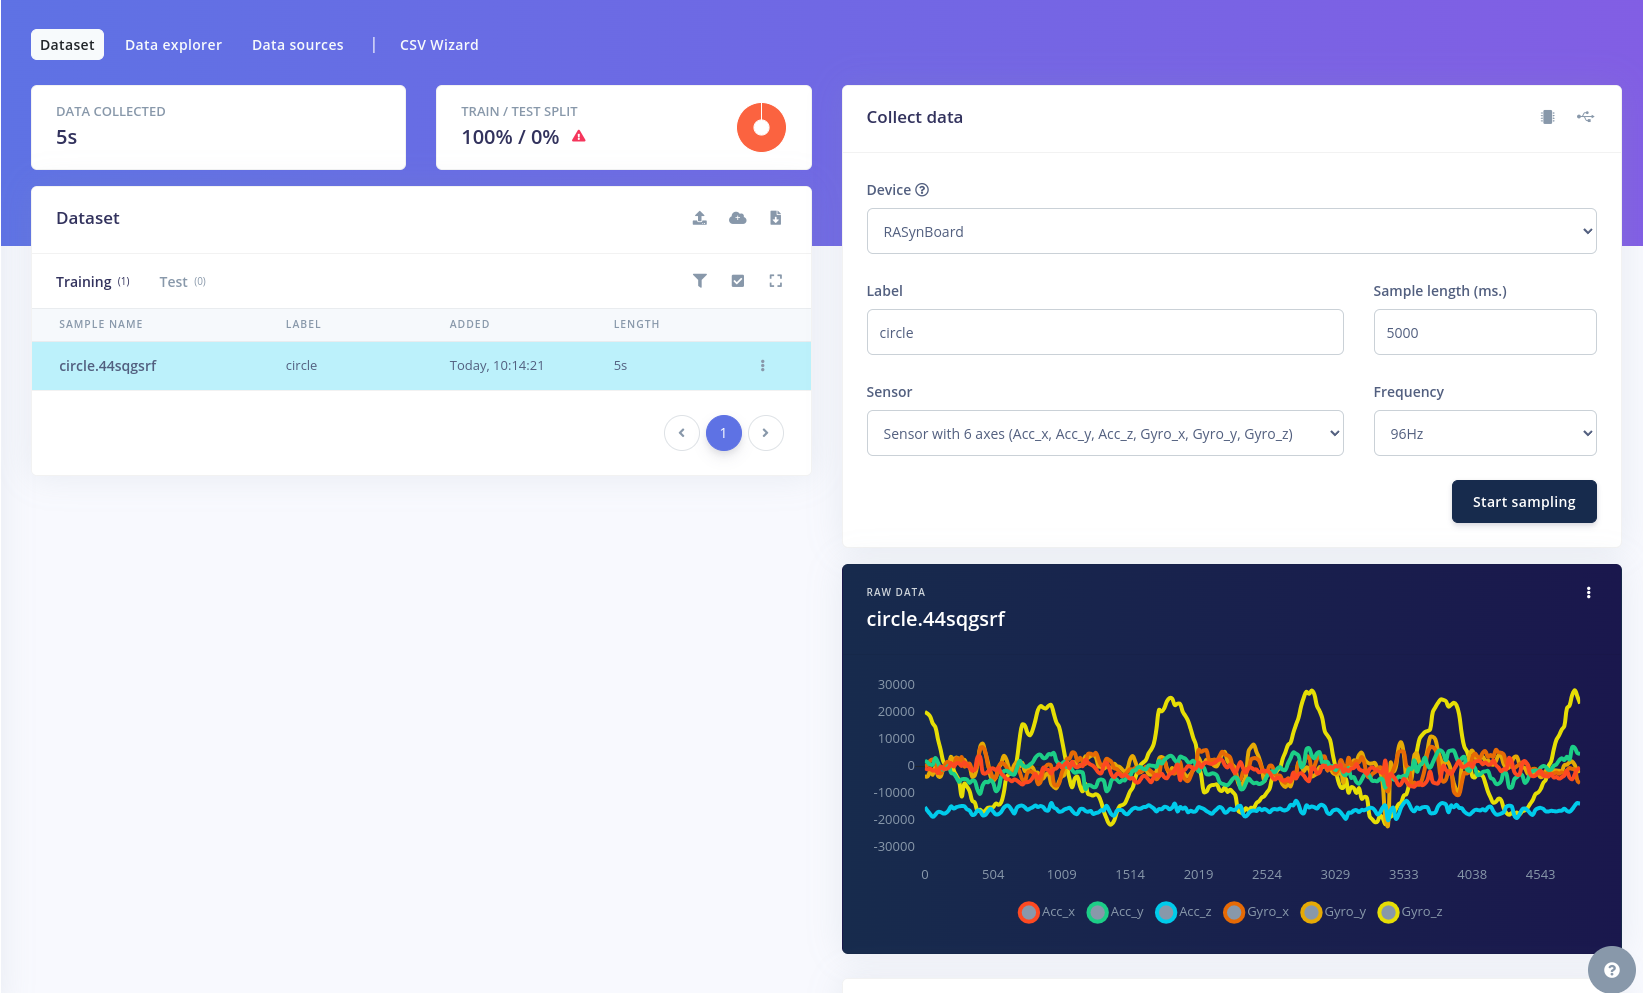 Dataset
Data explorer
Data sources
|
CSV Wizard
DATA COLLECTED
5s
TRAIN / TEST SPLIT
100% / 0%
Dataset
Training (1)
Test (0)
SAMPLE NAME LABEL ADDED LENGTH
circle.44sqgsrf circle Today, 10:14:21 5s
1
Collect data
Device ?
RASynBoard
Label
circle
Sample length (ms.)
5000
Sensor
Sensor with 6 axes (Acc_x, Acc_y, Acc_z, Gyro_x, Gyro_y, Gyro_z)
Frequency
96Hz
Start sampling
RAW DATA
circle.44sqgsrf
30000
20000
10000
0
-10000
-20000
-30000
0 504 1009 1514 2019 2524 3029 3533 4038 4543
Acc_x Acc_y Acc_z Gyro_x Gyro_y Gyro_z
?